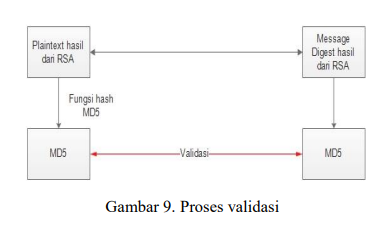 Plaintext hasil
dari RSA
Message
Digest hasil
dari RSA
Fungsi hash
MD5
MD5
Validasi
MD5
Gambar 9. Proses validasi